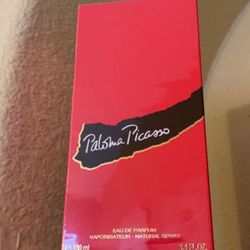 Paloma Picasso
EAU DE PARFUM
VAPORISATEUR - NATURAL SPRAY
100 ml 3.4 FL.OZ.